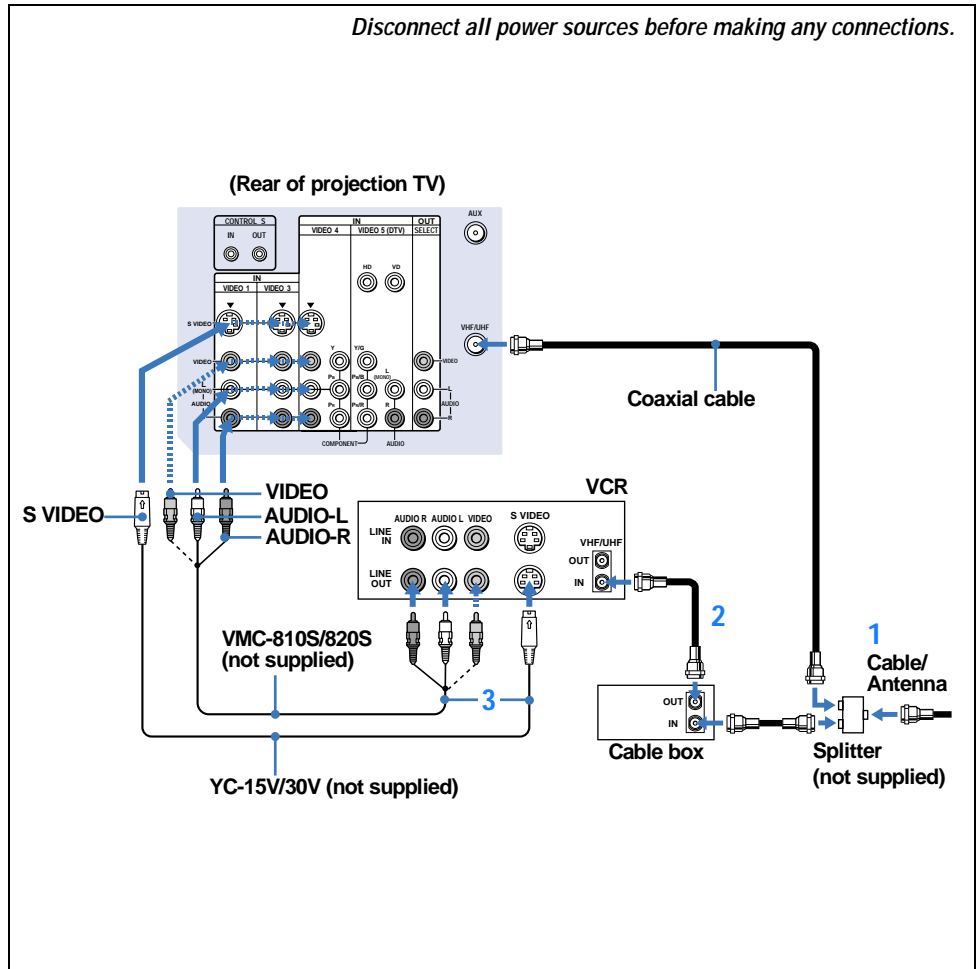 Disconnect all power sources before making any connections.
(Rear of projection TV)
AUX
CONTROL S
IN OUT
IN
VIDEO 4 VIDEO 5 (DTV)
OUT
SELECT
HD VD
IN
VIDEO 1 VIDEO 3
S VIDEO
VHF/UHF
VIDEO
Y Y/G
VIDEO
L
(MONO)
AUDIO
PB PB/B
L
(MONO)
L
AUDIO
R
PR PR/R
R
COMPONENT
AUDIO
Coaxial cable
S VIDEO
VIDEO
AUDIO-L
AUDIO-R
VCR
AUDIO R AUDIO L VIDEO S VIDEO
LINE
IN
VHF/UHF
OUT
IN
LINE
OUT
2
1
Cable/
Antenna
VMC-810S/820S
(not supplied)
3
OUT
IN
Cable box
Splitter
(not supplied)
YC-15V/30V (not supplied)